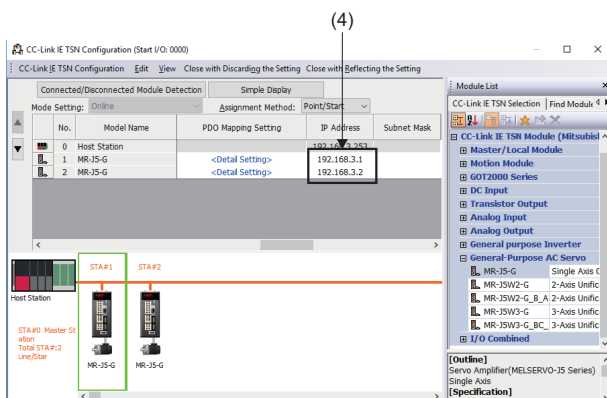 (4)
CC-Link IE TSN Configuration (Start I/O: 0000)
CC-Link IE TSN Configuration Edit View Close with Discarding the Setting Close with Reflecting the Setting
Connected/Disconnected Module Detection Simple Display
Mode Setting: Online Assignment Method: Point/Start
No. Model Name PDO Mapping Setting IP Address Subnet Mask
0 Host Station 192.168.3.253
1 MR-J5-G <Detail Setting> 192.168.3.1
2 MR-J5-G <Detail Setting> 192.168.3.2
STA#1 STA#2
Host Station
STA#0 Master St
ation
Total STA#:2
Line/Star
MR-J5-G MR-J5-G
Module List
CC-Link IE TSN Selection Find Module
CC-Link IE TSN Module (Mitsubish
Master/Local Module
Motion Module
GOT2000 Series
DC Input
Transistor Output
Analog Input
Analog Output
General purpose Inverter
General-Purpose AC Servo
MR-J5-G Single Axis
MR-J5W2-G 2-Axis Unific
MR-J5W2-G_B_A 2-Axis Unific
MR-J5W3-G 3-Axis Unific
MR-J5W3-G_BC_ 3-Axis Unific
I/O Combined
[Outline]
Servo Amplifier(MELSERVO-J5 Series)
Single Axis
[Specification]